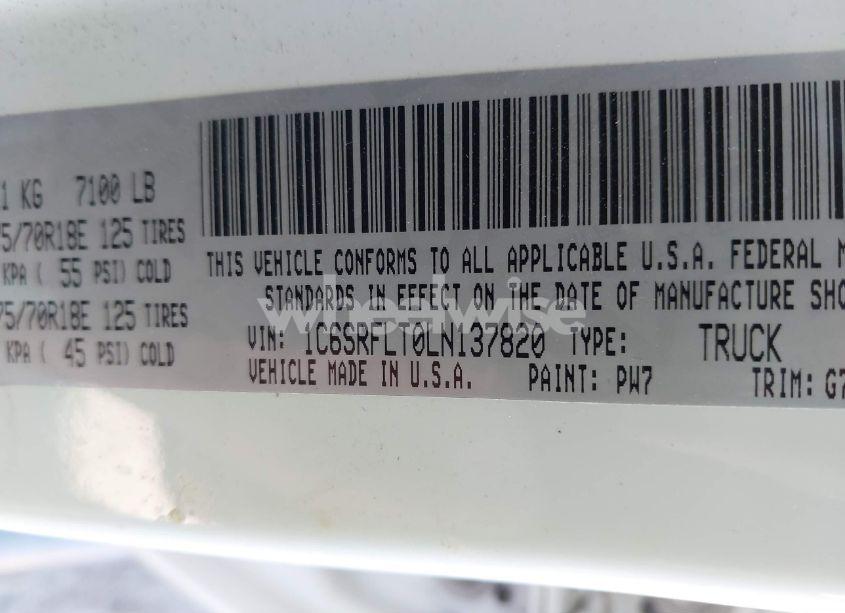 1 KG 7100 LB
5/70R18E 125 TIRES
KPA ( 55 PSI) COLD
75/70R18E 125 TIRES
KPA ( 45 PSI) COLD
THIS VEHICLE CONFORMS TO ALL APPLICABLE U.S.A. FEDERAL M
STANDARDS IN EFFECT ON THE DATE OF MANUFACTURE SHO
VIN: 1C6SRFLT0LN137820 TYPE: TRUCK
VEHICLE MADE IN U.S.A. PAINT: PW7 TRIM: G7
wheelwise